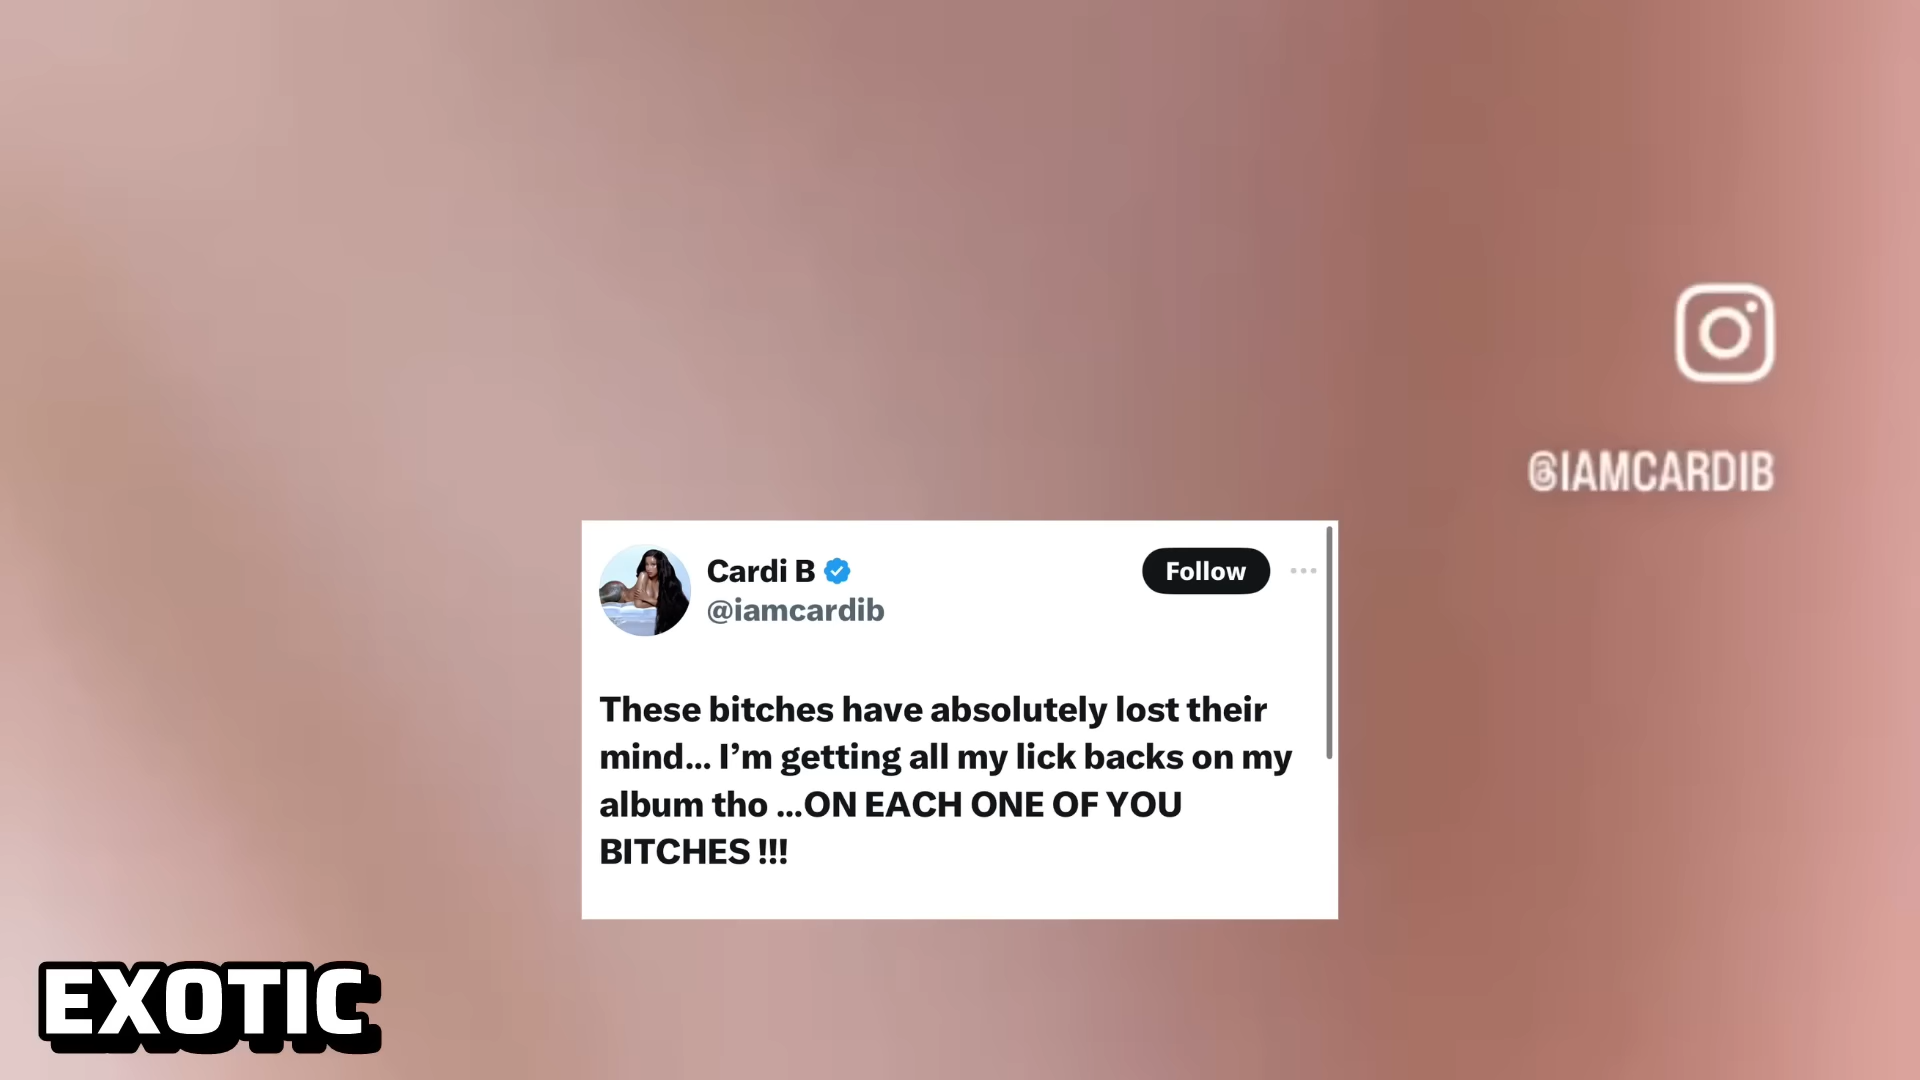 @IAMCARDIB
Cardi B
@iamcardib
Follow
These bitches have absolutely lost their
mind... I’m getting all my lick backs on my
album tho ...ON EACH ONE OF YOU
BITCHES !!!
EXOTIC